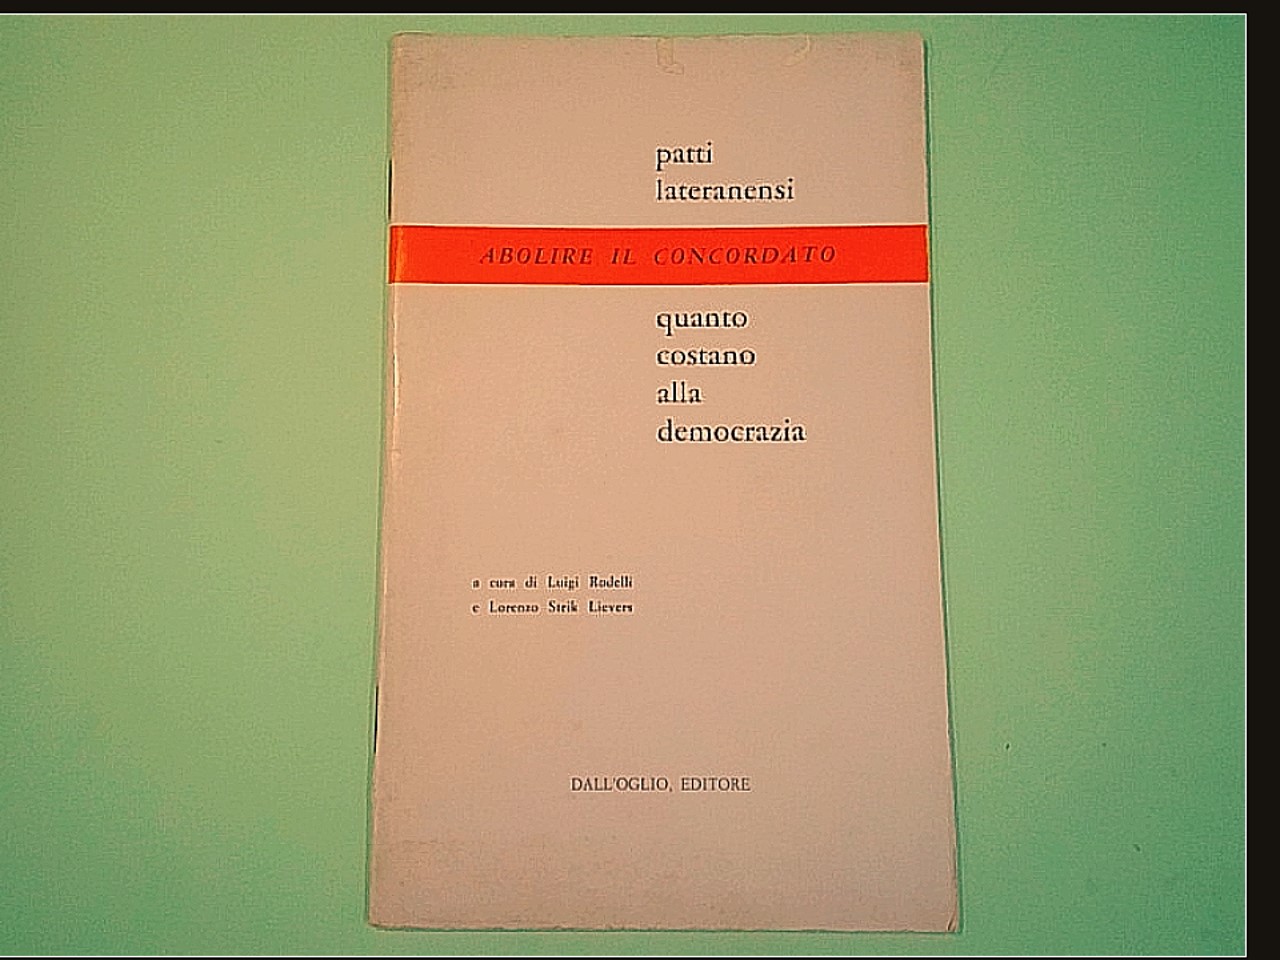 patti
lateranensi
ABOLIRE IL CONCORDATO
quanto
costano
alla
democrazia
a cura di Luigi Rodelli
e Lorenzo Strik Lievers
DALL'OGLIO, EDITORE